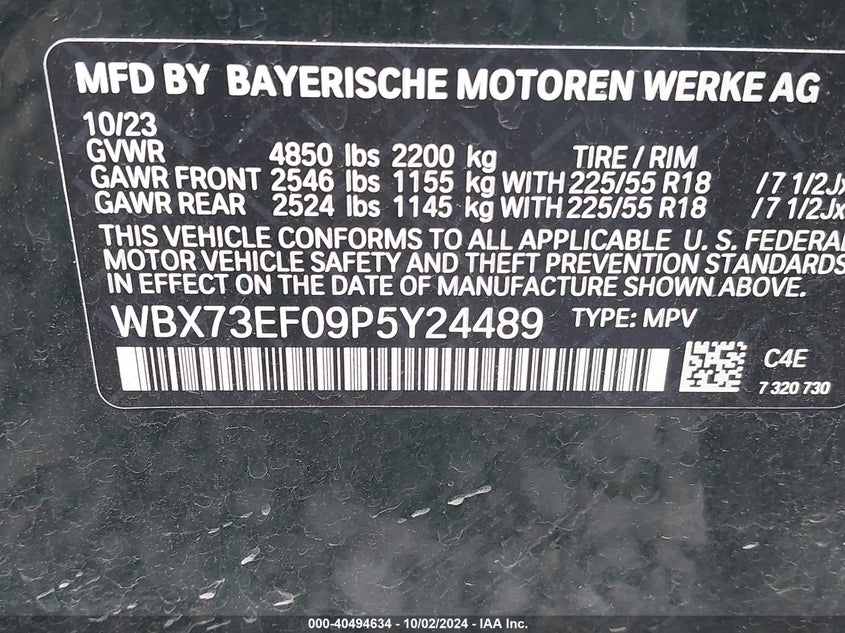 MFD BY BAYERISCHE MOTOREN WERKE AG
10/23
GVWR 4850 lbs 2200 kg TIRE / RIM
GAWR FRONT 2546 lbs 1155 kg WITH 225/55 R18 / 7 1/2Jx
GAWR REAR 2524 lbs 1145 kg WITH 225/55 R18 / 7 1/2Jx
THIS VEHICLE CONFORMS TO ALL APPLICABLE U. S. FEDERAL
MOTOR VEHICLE SAFETY AND THEFT PREVENTION STANDARDS
IN EFFECT ON THE DATE OF MANUFACTURE SHOWN ABOVE.
WBX73EF09P5Y24489 TYPE: MPV
C4E
7 320 730
000-40494634 - 10/02/2024 - IAA Inc.